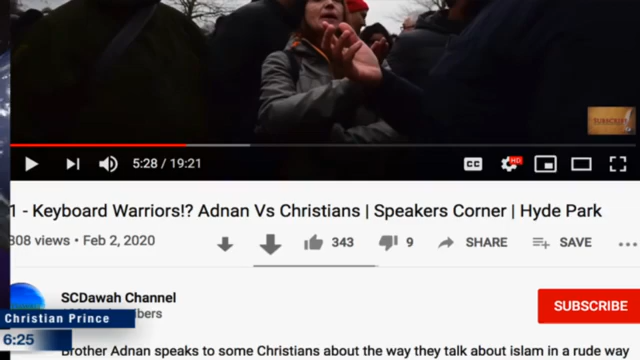 SUBSCRIBE
5:28 / 19:21
CC
HD
1 - Keyboard Warriors!? Adnan Vs Christians | Speakers Corner | Hyde Park
808 views • Feb 2, 2020
343
9
SHARE
SAVE
SCDawah Channel
bers
SUBSCRIBE
Christian Prince
6:25
Brother Adnan speaks to some Christians about the way they talk about islam in a rude way